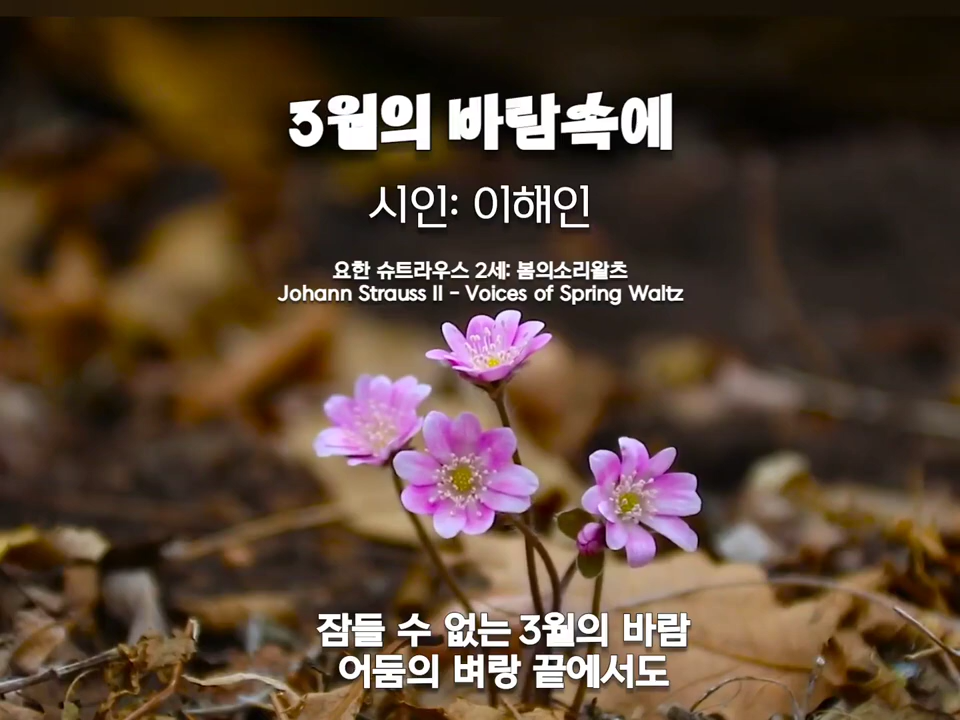 3월의 바람속에
시인: 이해인
요한 슈트라우스 2세: 봄의소리왈츠
Johann Strauss II - Voices of Spring Waltz
잠들 수 없는 3월의 바람
어둠의 벼랑 끝에서도